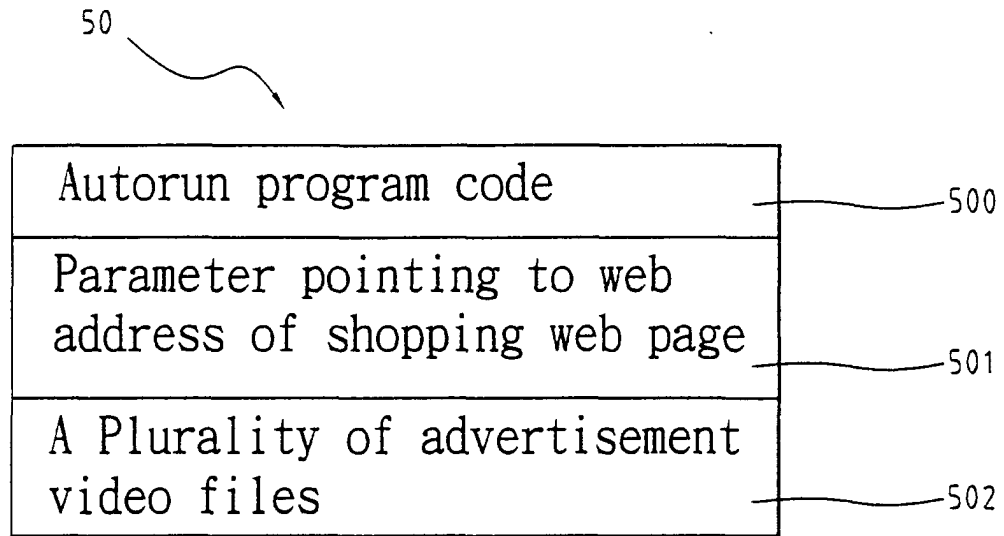 50
Autorun program code
500
Parameter pointing to web
address of shopping web page
501
A Plurality of advertisement
video files
502